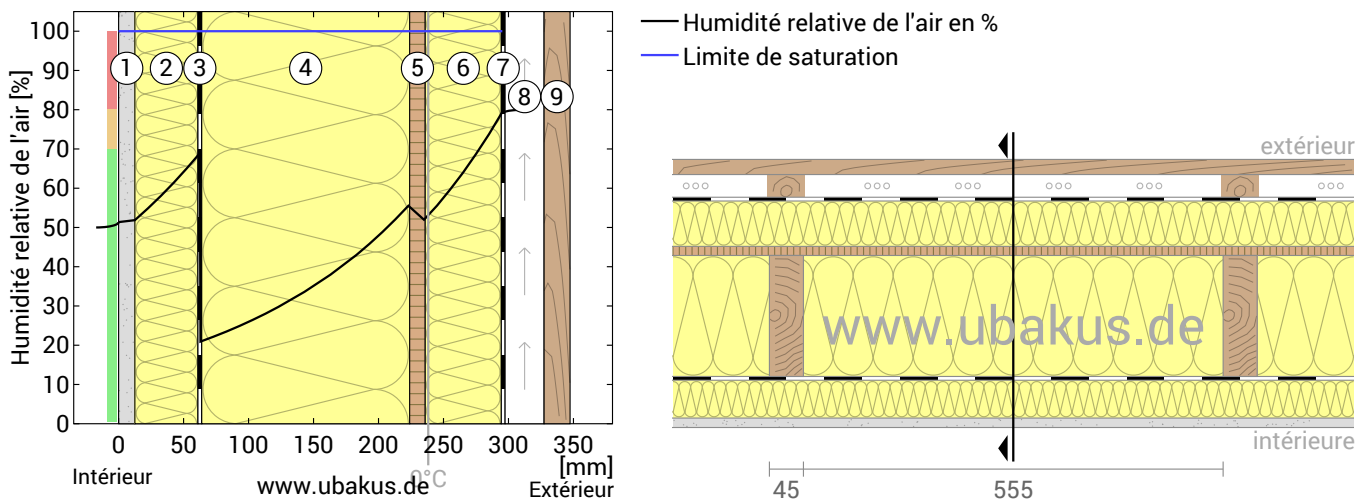 Humidité relative de l'air [%]
100
90
80
70
60
50
40
30
20
10
0
1
2
3
4
5
6
7
8
9
0
50
100
150
200
250
300
350
[mm]
Intérieur
www.ubakus.de
0°C
Extérieur
Humidité relative de l'air en %
Limite de saturation
extérieur
www.ubakus.de
intérieure
45
555